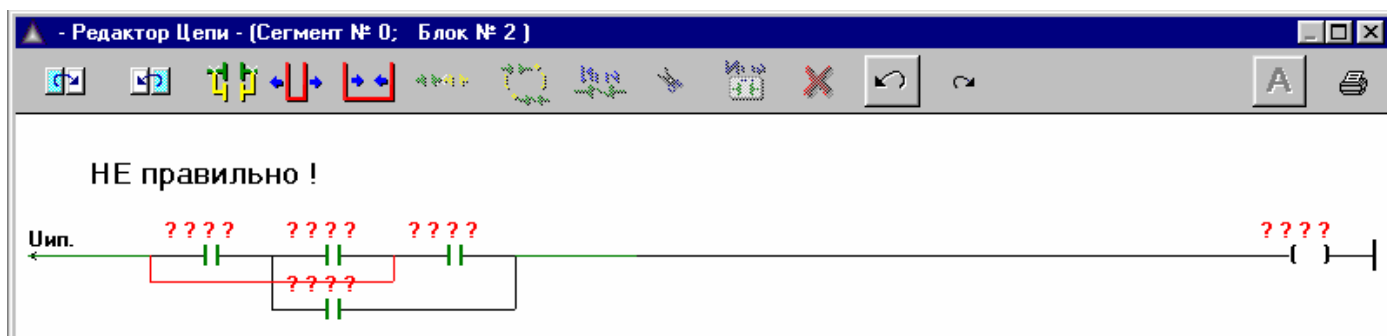 - Редактор Цепи - (Сегмент № 0; Блок № 2 )
A
НЕ правильно !
Uип.
? ? ? ? ? ? ? ? ? ? ? ? ? ? ? ?
? ? ? ?